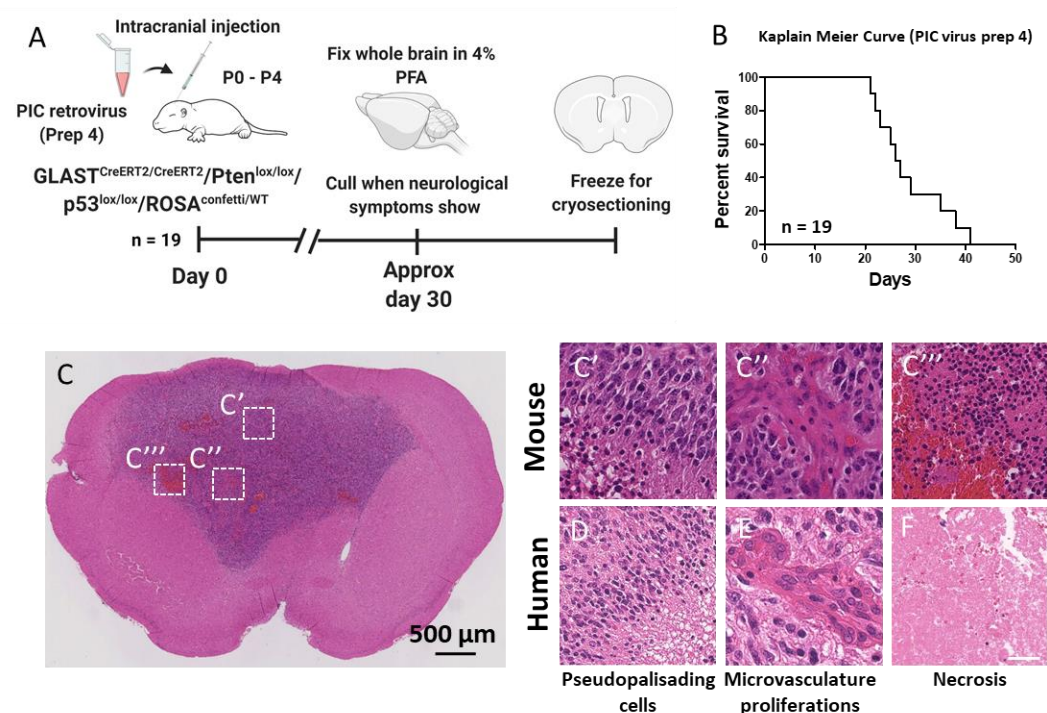 A
Intracranial injection
P0 - P4
PIC retrovirus
(Prep 4)
GLASTCreERT2/CreERT2/Ptenlox/lox/
p53lox/lox/ROSAconfetti/WT
n = 19
Day 0
Fix whole brain in 4%
PFA
Cull when neurological
symptoms show
Approx
day 30
Freeze for
cryosectioning
B
Kaplain Meier Curve (PIC virus prep 4)
Percent survival
100
80
60
40
20
0
n = 19
0 10 20 30 40 50
Days
C
C'
C'''
C''
500 µm
Mouse
C'
C''
C'''
Human
D
E
F
Pseudopalisading
cells
Microvasculature
proliferations
Necrosis